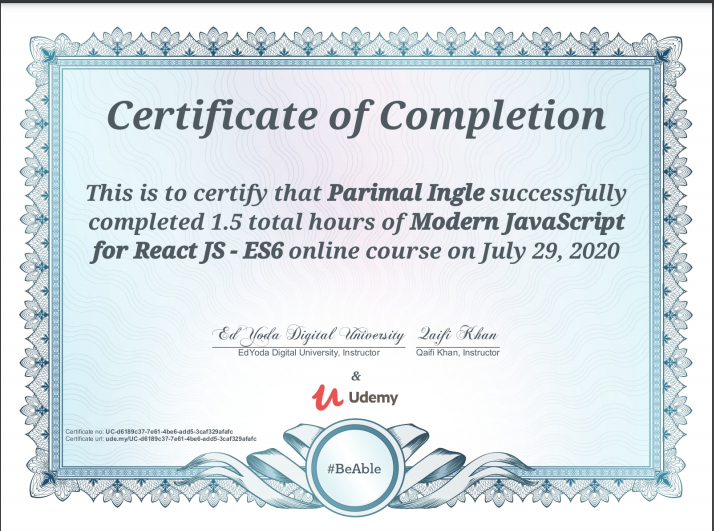 Certificate of Completion
This is to certify that Parimal Ingle successfully
completed 1.5 total hours of Modern JavaScript
for React JS - ES6 online course on July 29, 2020
Ed Yoda Digital University Qaifi Khan
EdYoda Digital University, Instructor Qaifi Khan, Instructor
&
Udemy
Certificate no: UC-d6189c37-7e61-4be6-add5-3caf329afafc
Certificate url: ude.my/UC-d6189c37-7e61-4be6-add5-3caf329afafc
#BeAble